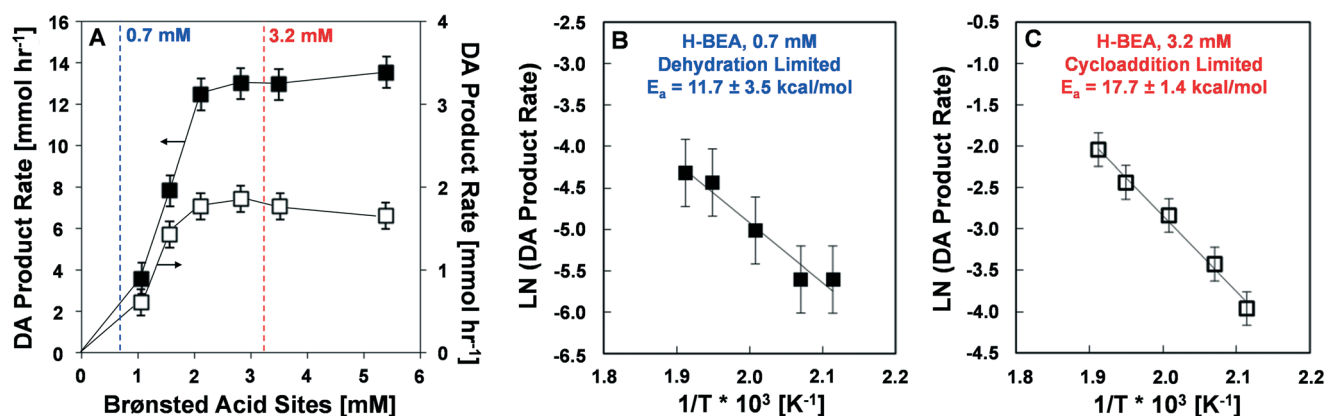 A
0.7 mM
3.2 mM
DA Product Rate [mmol hr⁻¹]
16
14
12
10
8
6
4
2
0
DA Product Rate [mmol hr⁻¹]
4
3
2
1
0
0 1 2 3 4 5 6
Brønsted Acid Sites [mM]
B
H-BEA, 0.7 mM
Dehydration Limited
Eₐ = 11.7 ± 3.5 kcal/mol
LN (DA Product Rate)
-2.5
-3.0
-3.5
-4.0
-4.5
-5.0
-5.5
-6.0
-6.5
1.8 1.9 2.0 2.1 2.2
1/T * 10³ [K⁻¹]
C
H-BEA, 3.2 mM
Cycloaddition Limited
Eₐ = 17.7 ± 1.4 kcal/mol
LN (DA Product Rate)
-0.5
-1.0
-1.5
-2.0
-2.5
-3.0
-3.5
-4.0
-4.5
1.8 1.9 2.0 2.1 2.2
1/T * 10³ [K⁻¹]